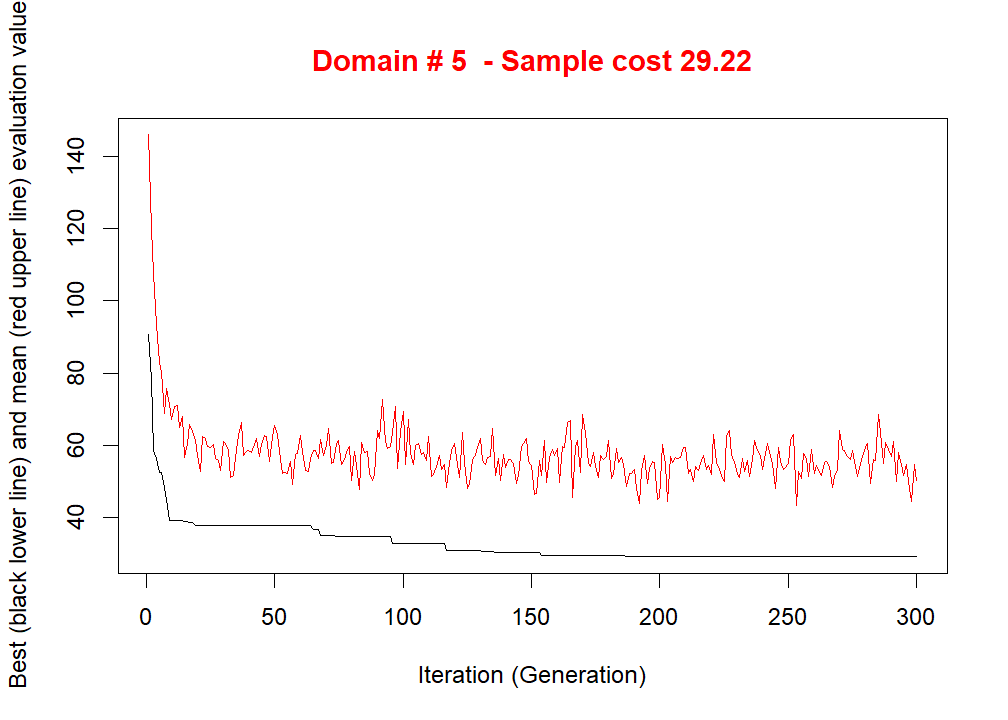 Domain # 5  - Sample cost 29.22
Best (black lower line) and mean (red upper line) evaluation value
140
120
100
80
60
40
0 50 100 150 200 250 300
Iteration (Generation)